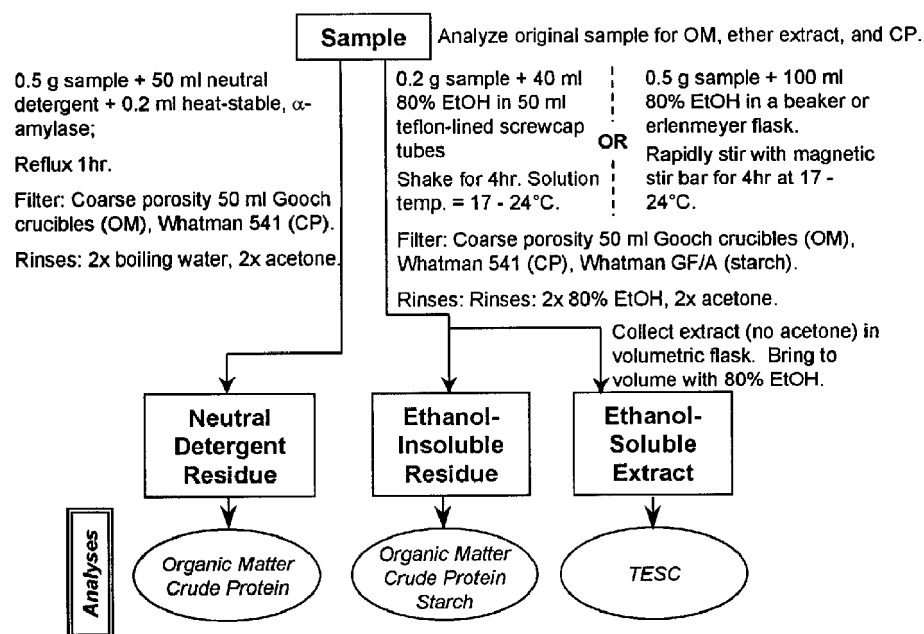 Sample
Analyze original sample for OM, ether extract, and CP.
0.5 g sample + 50 ml neutral
detergent + 0.2 ml heat-stable, α-
amylase;
Reflux 1hr.
Filter: Coarse porosity 50 ml Gooch
crucibles (OM), Whatman 541 (CP).
Rinses: 2x boiling water, 2x acetone.
0.2 g sample + 40 ml
80% EtOH in 50 ml
teflon-lined screwcap
tubes
Shake for 4hr. Solution
temp. = 17 - 24°C.
OR
0.5 g sample + 100 ml
80% EtOH in a beaker or
erlenmeyer flask.
Rapidly stir with magnetic
stir bar for 4hr at 17 -
24°C.
Filter: Coarse porosity 50 ml Gooch crucibles (OM),
Whatman 541 (CP), Whatman GF/A (starch).
Rinses: Rinses: 2x 80% EtOH, 2x acetone.
Collect extract (no acetone) in
volumetric flask. Bring to
volume with 80% EtOH.
Neutral
Detergent
Residue
Ethanol-
Insoluble
Residue
Ethanol-
Soluble
Extract
Analyses
Organic Matter
Crude Protein
Organic Matter
Crude Protein
Starch
TESC